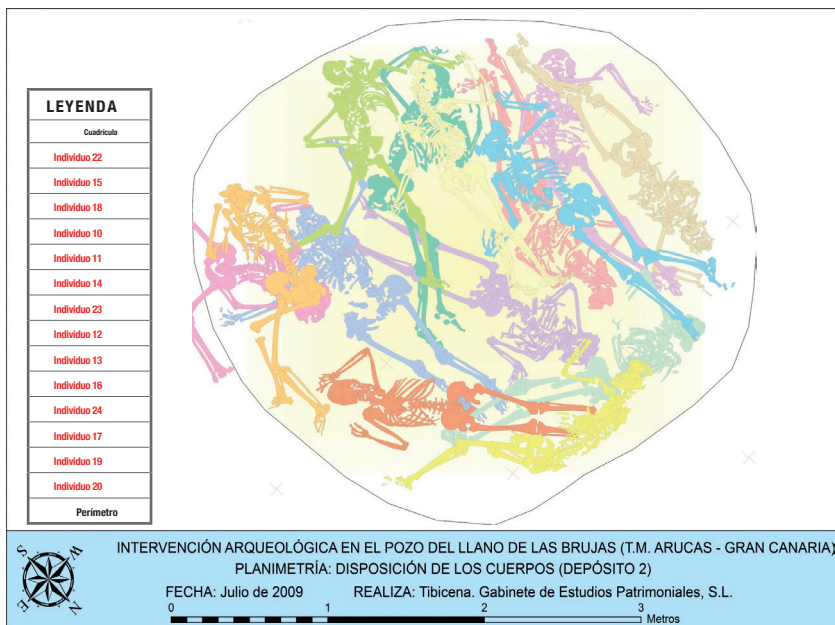 LEYENDA
Cuadrícula
Individuo 22
Individuo 15
Individuo 18
Individuo 10
Individuo 11
Individuo 14
Individuo 23
Individuo 12
Individuo 13
Individuo 16
Individuo 24
Individuo 17
Individuo 19
Individuo 20
Perímetro
S W
E N
INTERVENCIÓN ARQUEOLÓGICA EN EL POZO DEL LLANO DE LAS BRUJAS (T.M. ARUCAS - GRAN CANARIA)
PLANIMETRÍA: DISPOSICIÓN DE LOS CUERPOS (DEPÓSITO 2)
FECHA: Julio de 2009 REALIZA: Tibicena. Gabinete de Estudios Patrimoniales, S.L.
0 1 2 3
Metros